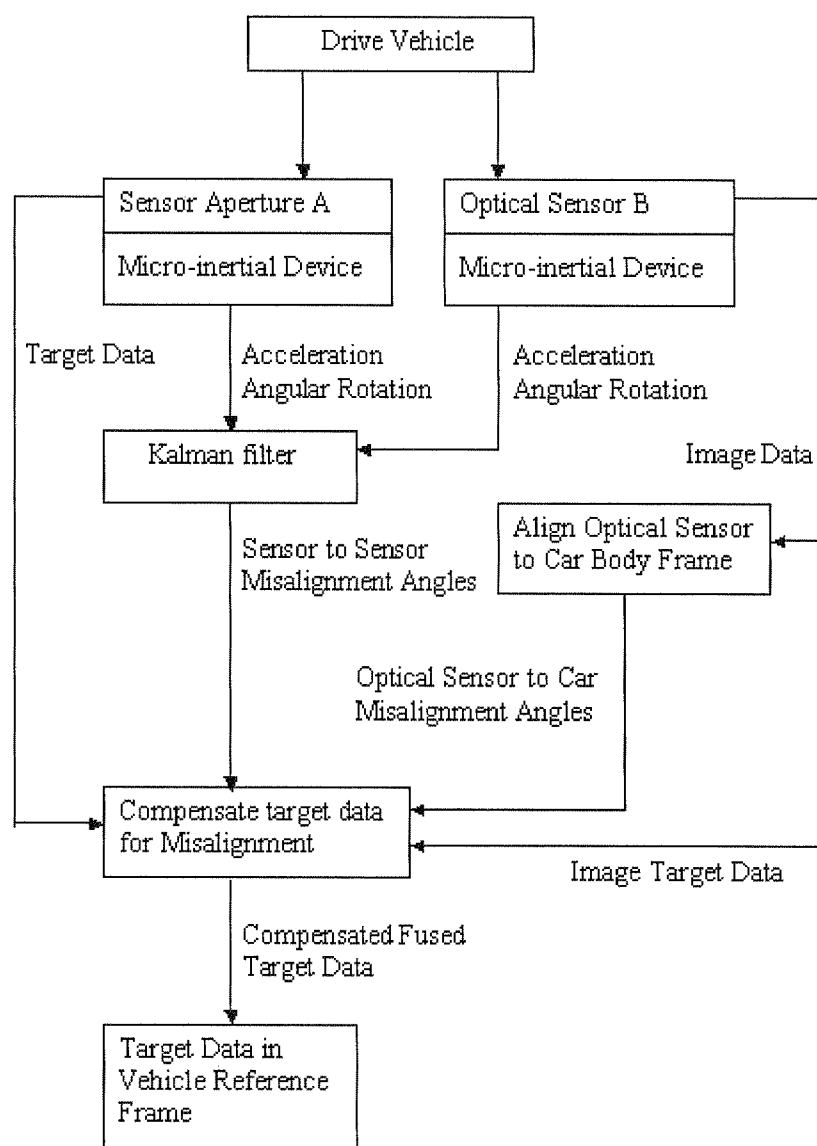 Drive Vehicle
Sensor Aperture A
Micro-inertial Device
Optical Sensor B
Micro-inertial Device
Target Data
Acceleration
Angular Rotation
Acceleration
Angular Rotation
Kalman filter
Image Data
Sensor to Sensor
Misalignment Angles
Align Optical Sensor
to Car Body Frame
Optical Sensor to Car
Misalignment Angles
Compensate target data
for Misalignment
Image Target Data
Compensated Fused
Target Data
Target Data in
Vehicle Reference
Frame